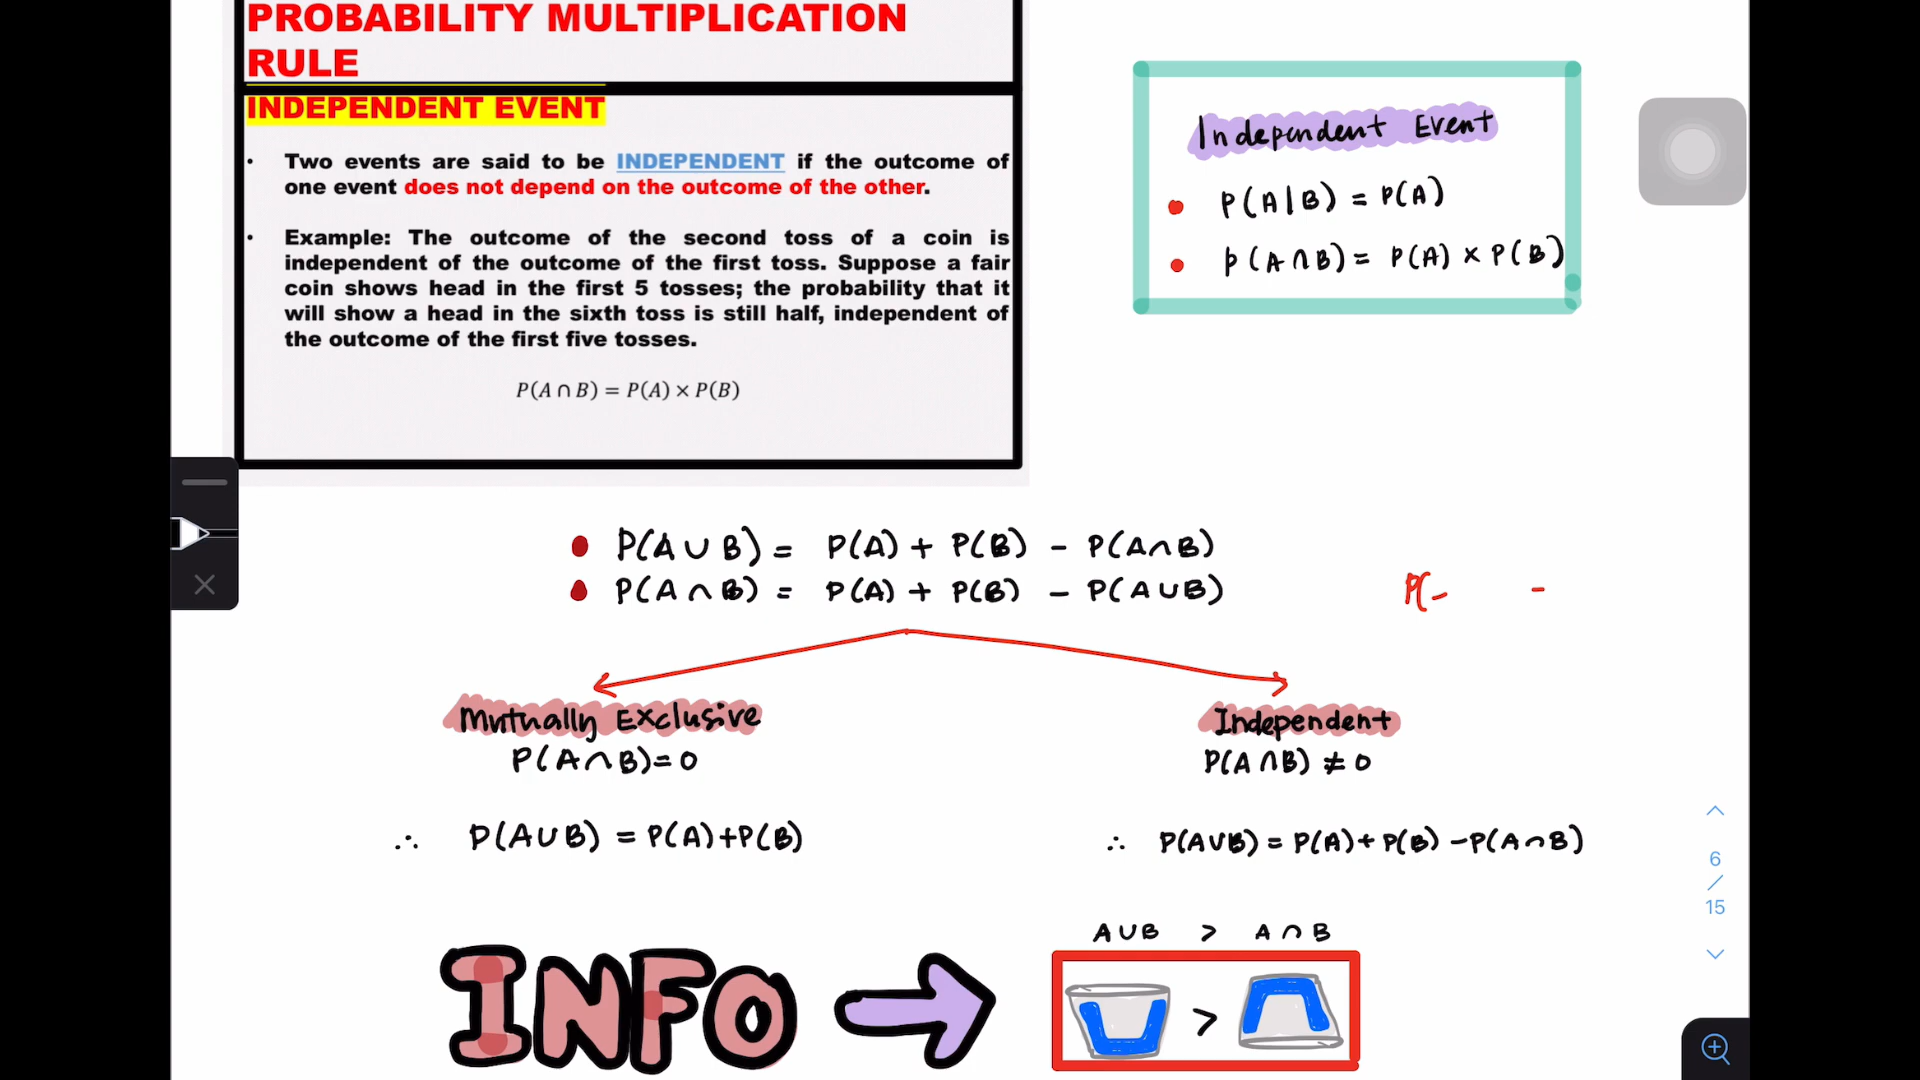 PROBABILITY MULTIPLICATION
RULE
INDEPENDENT EVENT
• Two events are said to be INDEPENDENT if the outcome of
one event does not depend on the outcome of the other.
• Example: The outcome of the second toss of a coin is
independent of the outcome of the first toss. Suppose a fair
coin shows head in the first 5 tosses; the probability that it
will show a head in the sixth toss is still half, independent of
the outcome of the first five tosses.
P(A ∩ B) = P(A) × P(B)
Independent Event
• P(A|B) = P(A)
• P(A∩B) = P(A) × P(B)
• P(A∪B) = P(A) + P(B) - P(A∩B)
• P(A∩B) = P(A) + P(B) - P(A∪B)
P(- -
Mutually Exclusive
P(A∩B)=0
∴ P(A∪B) = P(A)+P(B)
Independent
P(A∩B) ≠ 0
∴ P(A∪B) = P(A)+P(B)-P(A∩B)
6
/
15
INFO
A∪B > A∩B
>